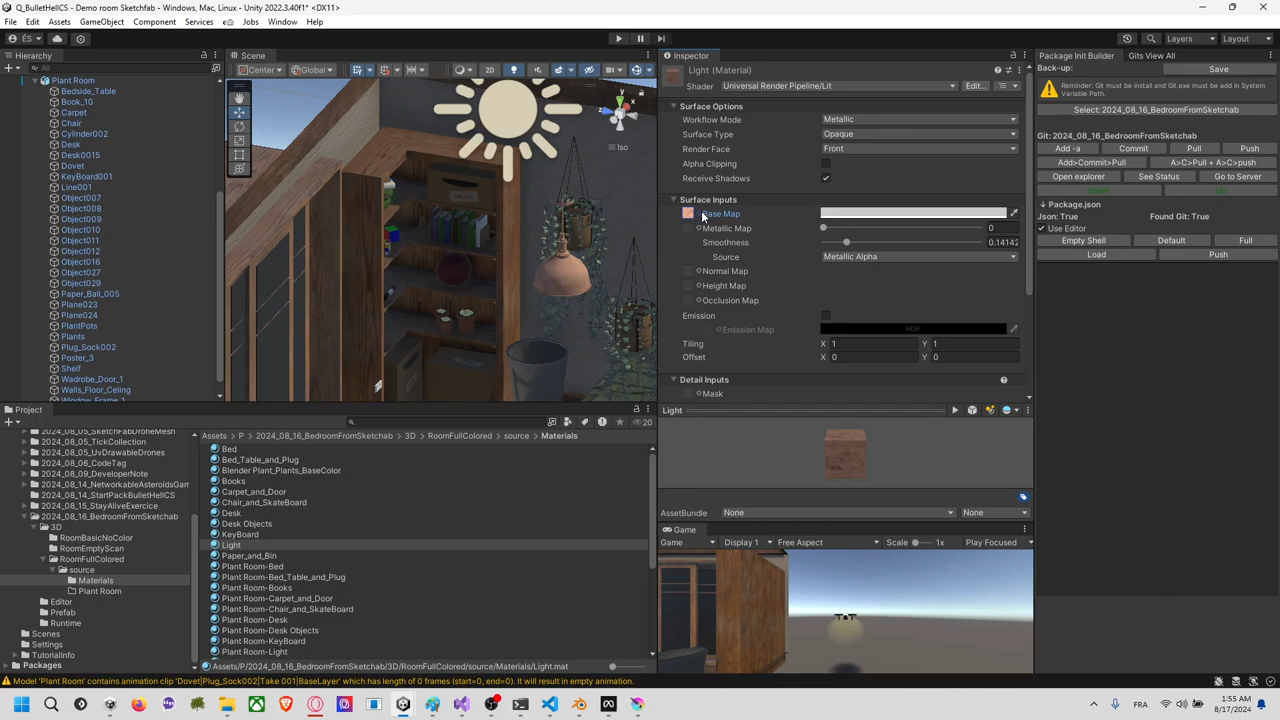 Q_BulletHellCS - Demo room Sketchfab - Windows, Mac, Linux - Unity 2022.3.40f1* <DX11>
File Edit Assets GameObject Component Services Jobs Window Help
ÉS
Layers Layout
Hierarchy
All
Plant Room
Bedside_Table
Book_10
Carpet
Chair
Cylinder002
Desk
Desk0015
Dovet
KeyBoard001
Line001
Object007
Object008
Object009
Object010
Object011
Object012
Object016
Object027
Object029
Paper_Ball_005
Plane023
Plane024
PlantPots
Plants
Plug_Sock002
Poster_3
Shelf
Wadrobe_Door_1
Walls_Floor_Celing
Window_Frame_1
Scene
Center Global 2D
y
x
z
Iso
Inspector
Light (Material)
Shader Universal Render Pipeline/Lit Edit...
Surface Options
Workflow Mode Metallic
Surface Type Opaque
Render Face Front
Alpha Clipping
Receive Shadows
Surface Inputs
Base Map
Metallic Map 0
Smoothness 0.14142
Source Metallic Alpha
Normal Map
Height Map
Occlusion Map
Emission
Emission Map HDR
Tiling X 1 Y 1
Offset X 0 Y 0
Detail Inputs
Mask
Light
AssetBundle None None
Game
Game Display 1 Free Aspect Scale 1x Play Focused
Package Init Builder Gits View All
Back-up: Save
Reminder: Git must be install and Git.exe must be add in System Variable Path.
Select: 2024_08_16_BedroomFromSketchab
Git: 2024_08_16_BedroomFromSketchab
Add -a Commit Pull Push
Add>Commit>Pull A>C>Pull + A>C>push
Open explorer See Status Go to Server
Down Up
Package.json
Json: True Found Git: True
Use Editor
Empty Shell Default Full
Load Push
Project
20
2024_08_05_SketchFabDroneMesh
2024_08_05_TickCollection
2024_08_05_UvDrawableDrones
2024_08_06_CodeTag
2024_08_09_DeveloperNote
2024_08_14_NetworkableAsteroidsGam
2024_08_14_StartPackBulletHellCS
2024_08_15_StayAliveExercice
2024_08_16_BedroomFromSketchab
3D
RoomBasicNoColor
RoomEmptyScan
RoomFullColored
source
Materials
Plant Room
Editor
Prefab
Runtime
Scenes
Settings
TutorialInfo
Packages
Assets > P > 2024_08_16_BedroomFromSketchab > 3D > RoomFullColored > source > Materials
Bed
Bed_Table_and_Plug
Blender Plant_Plants_BaseColor
Books
Carpet_and_Door
Chair_and_SkateBoard
Desk
Desk Objects
KeyBoard
Light
Paper_and_Bin
Plant Room-Bed
Plant Room-Bed_Table_and_Plug
Plant Room-Books
Plant Room-Carpet_and_Door
Plant Room-Chair_and_SkateBoard
Plant Room-Desk
Plant Room-Desk Objects
Plant Room-KeyBoard
Plant Room-Light
Assets/P/2024_08_16_BedroomFromSketchab/3D/RoomFullColored/source/Materials/Light.mat
Model 'Plant Room' contains animation clip 'Dovet|Plug_Sock002|Take 001|BaseLayer' which has length of 0 frames (start=0, end=0). It will result in empty animation.
FRA 1:55 AM
8/17/2024